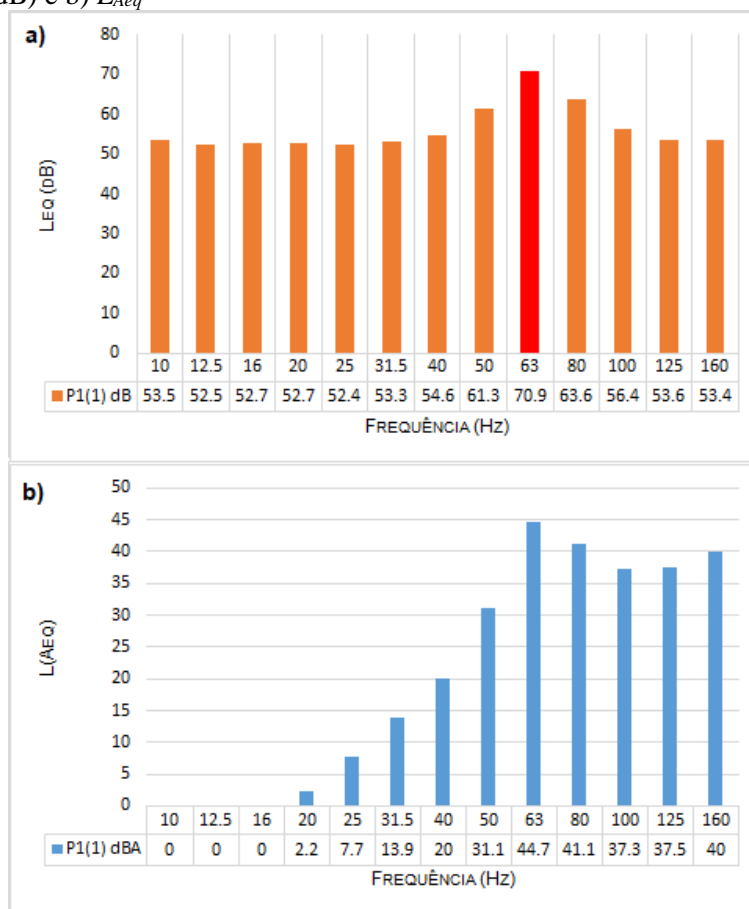 dB) e b) LAeq
a)
80
70
60
50
40
30
20
10
0
LEQ (DB)
10 12.5 16 20 25 31.5 40 50 63 80 100 125 160
P1(1) dB 53.5 52.5 52.7 52.7 52.4 53.3 54.6 61.3 70.9 63.6 56.4 53.6 53.4
FREQUÊNCIA (HZ)
b)
50
45
40
35
30
25
20
15
10
5
0
L(AEQ)
10 12.5 16 20 25 31.5 40 50 63 80 100 125 160
P1(1) dBA 0 0 0 2.2 7.7 13.9 20 31.1 44.7 41.1 37.3 37.5 40
FREQUÊNCIA (HZ)